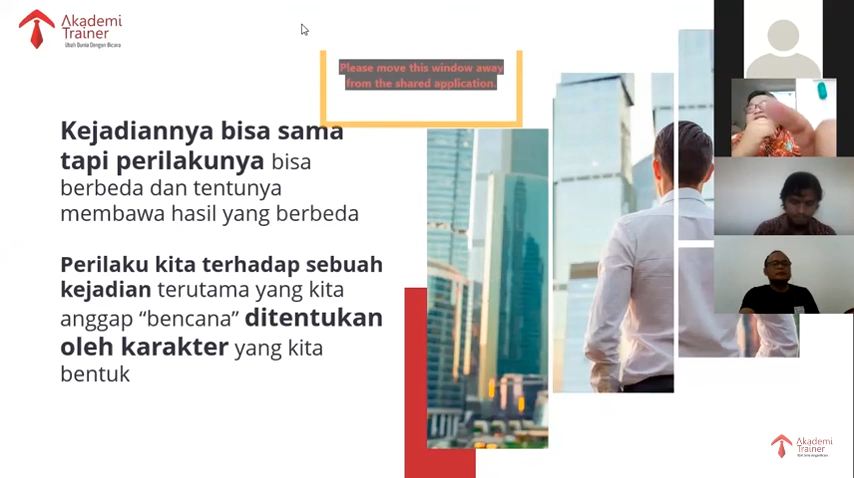 Akademi
Trainer
Ubah Dunia Dengan Bicara
Please move this window away
from the shared application.
Kejadiannya bisa sama
tapi perilakunya bisa
berbeda dan tentunya
membawa hasil yang berbeda
Perilaku kita terhadap sebuah
kejadian terutama yang kita
anggap “bencana” ditentukan
oleh karakter yang kita
bentuk
Akademi
Trainer